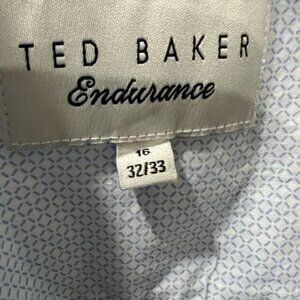 TED BAKER
Endurance
16
32/33